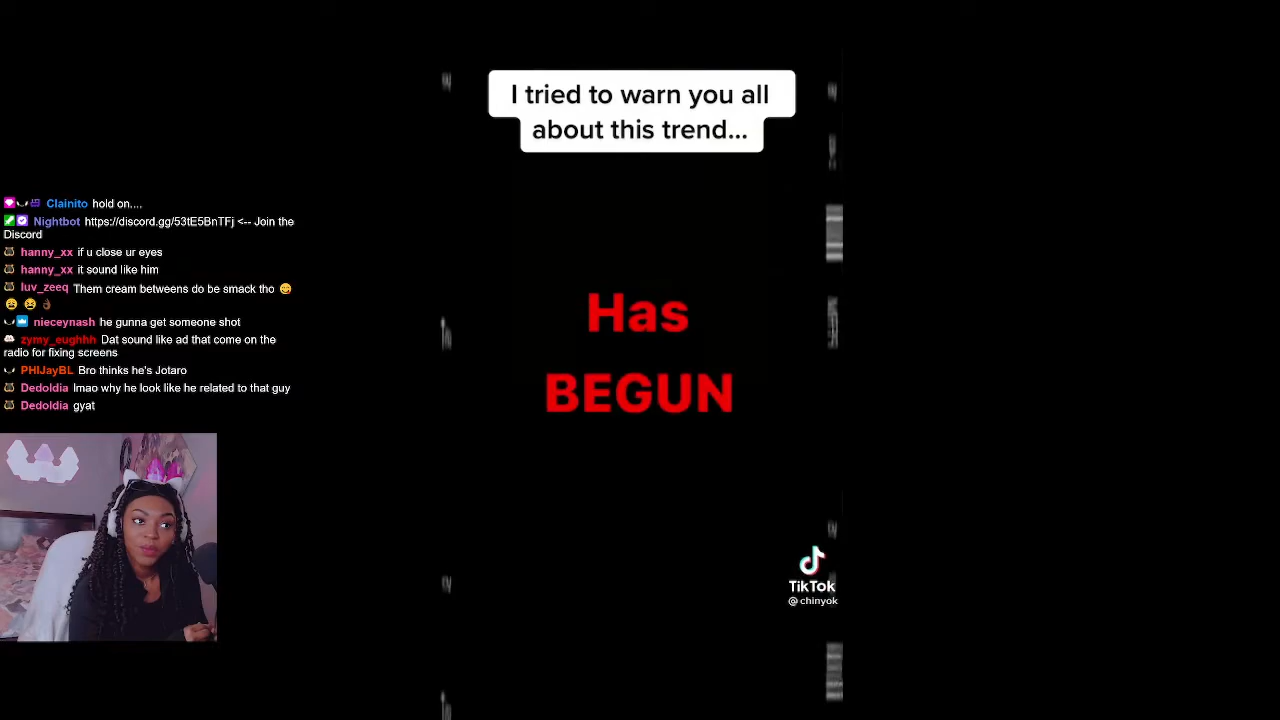 I tried to warn you all
about this trend...
Clainito hold on....
Nightbot https://discord.gg/53tE5BnTFj <-- Join the
Discord
hanny_xx if u close ur eyes
hanny_xx it sound like him
luv_zeeq Them cream betweens do be smack tho 😋
😩 😫 👌🏾
nieceynash he gunna get someone shot
zymy_eughhh Dat sound like ad that come on the
radio for fixing screens
PHIJayBL Bro thinks he's Jotaro
Dedoldia lmao why he look like he related to that guy
Dedoldia gyat
Has
BEGUN
TikTok
@chinyok